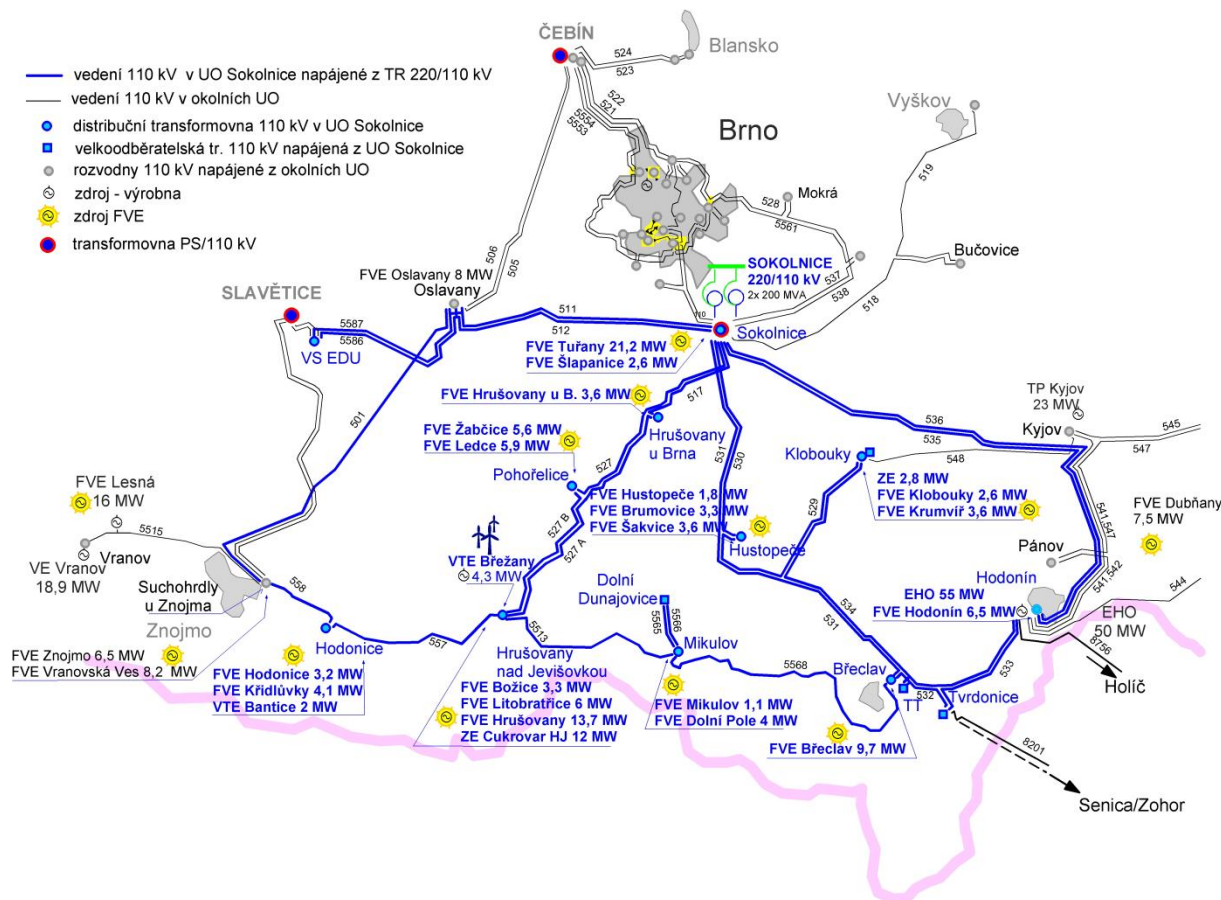 ČEBÍN
Blansko
524
523
vedení 110 kV v UO Sokolnice napájené z TR 220/110 kV
vedení 110 kV v okolních UO
distribuční transformovna 110 kV v UO Sokolnice
velkoodběratelská tr. 110 kV napájená z UO Sokolnice
rozvodny 110 kV napájené z okolních UO
zdroj - výrobna
zdroj FVE
transformovna PS/110 kV
522
521
5554
5553
Brno
Vyškov
519
Mokrá
528
5561
Bučovice
506
505
SOKOLNICE
220/110 kV
2x 200 MVA
537
538
518
110
FVE Oslavany 8 MW
Oslavany
SLAVĚTICE
5587
5586
VS EDU
511
512
Sokolnice
FVE Tuřany 21,2 MW
FVE Šlapanice 2,6 MW
517
FVE Hrušovany u B. 3,6 MW
Hrušovany
u Brna
FVE Žabčice 5,6 MW
FVE Ledce 5,9 MW
Pohořelice
527
501
531
530
536
535
TP Kyjov
23 MW
Kyjov
545
547
548
Klobouky
ZE 2,8 MW
FVE Klobouky 2,6 MW
FVE Krumvíř 3,6 MW
FVE Hustopeče 1,8 MW
FVE Brumovice 3,3 MW
FVE Šakvice 3,6 MW
Hustopeče
529
541,547
FVE Dubňany
7,5 MW
Pánov
541,542
544
Hodonín
EHO 55 MW
FVE Hodonín 6,5 MW
EHO
50 MW
8756
Holíč
FVE Lesná
16 MW
5515
Vranov
VE Vranov
18,9 MW
Suchohrdly
u Znojma
Znojmo
558
527 B
527 A
VTE Břežany
4,3 MW
Dolní
Dunajovice
5565
5566
534
531
533
Hodonice
557
5513
Hrušovany
nad Jevišovkou
Mikulov
5568
Břeclav
TT
532
Tvrdonice
8201
Senica/Zohor
FVE Znojmo 6,5 MW
FVE Vranovská Ves 8,2 MW
FVE Hodonice 3,2 MW
FVE Křidlůvky 4,1 MW
VTE Bantice 2 MW
FVE Božice 3,3 MW
FVE Litobratřice 6 MW
FVE Hrušovany 13,7 MW
ZE Cukrovar HJ 12 MW
FVE Mikulov 1,1 MW
FVE Dolní Pole 4 MW
FVE Břeclav 9,7 MW